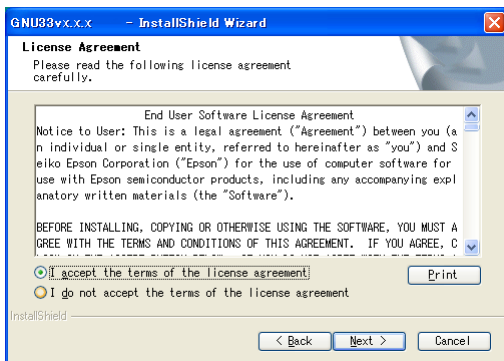 GNU33vx.x.x - InstallShield Wizard
License Agreement
Please read the following license agreement
carefully.
End User Software License Agreement
Notice to User: This is a legal agreement ("Agreement") between you (a
n individual or single entity, referred to hereinafter as "you") and S
eiko Epson Corporation ("Epson") for the use of computer software for
use with Epson semiconductor products, including any accompanying expl
anatory written materials (the "Software").
BEFORE INSTALLING, COPYING OR OTHERWISE USING THE SOFTWARE, YOU MUST A
GREE WITH THE TERMS AND CONDITIONS OF THIS AGREEMENT. IF YOU AGREE, C
I accept the terms of the license agreement
Print
I do not accept the terms of the license agreement
InstallShield
< Back
Next >
Cancel